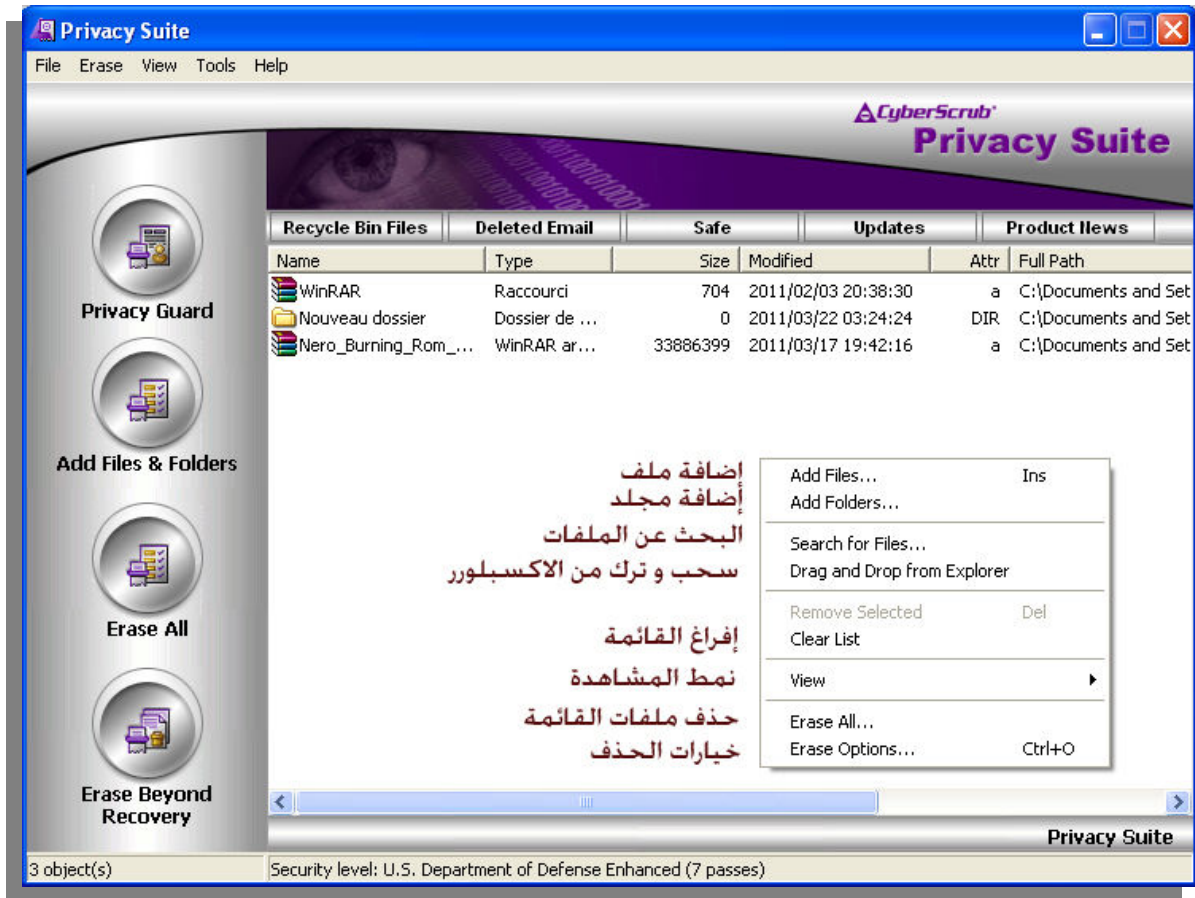 Privacy Suite
File Erase View Tools Help
CyberScrub
Privacy Suite
Privacy Guard
Add Files & Folders
Erase All
Erase Beyond
Recovery
Recycle Bin Files Deleted Email Safe Updates Product News
Name Type Size Modified Attr Full Path
WinRAR Raccourci 704 2011/02/03 20:38:30 a C:\Documents and Set
Nouveau dossier Dossier de ... 0 2011/03/22 03:24:24 DIR C:\Documents and Set
Nero_Burning_Rom_... WinRAR ar... 33886399 2011/03/17 19:42:16 a C:\Documents and Set
إضافة ملف Add Files... Ins
أضافة مجلد Add Folders...
البحث عن الملفات Search for Files...
سحب و ترك من الاكسبلورر Drag and Drop from Explorer
Remove Selected Del
إفراغ القائمة Clear List
نمط المشاهدة View
حذف ملفات القائمة Erase All...
خيارات الحذف Erase Options... Ctrl+O
Privacy Suite
3 object(s) Security level: U.S. Department of Defense Enhanced (7 passes)